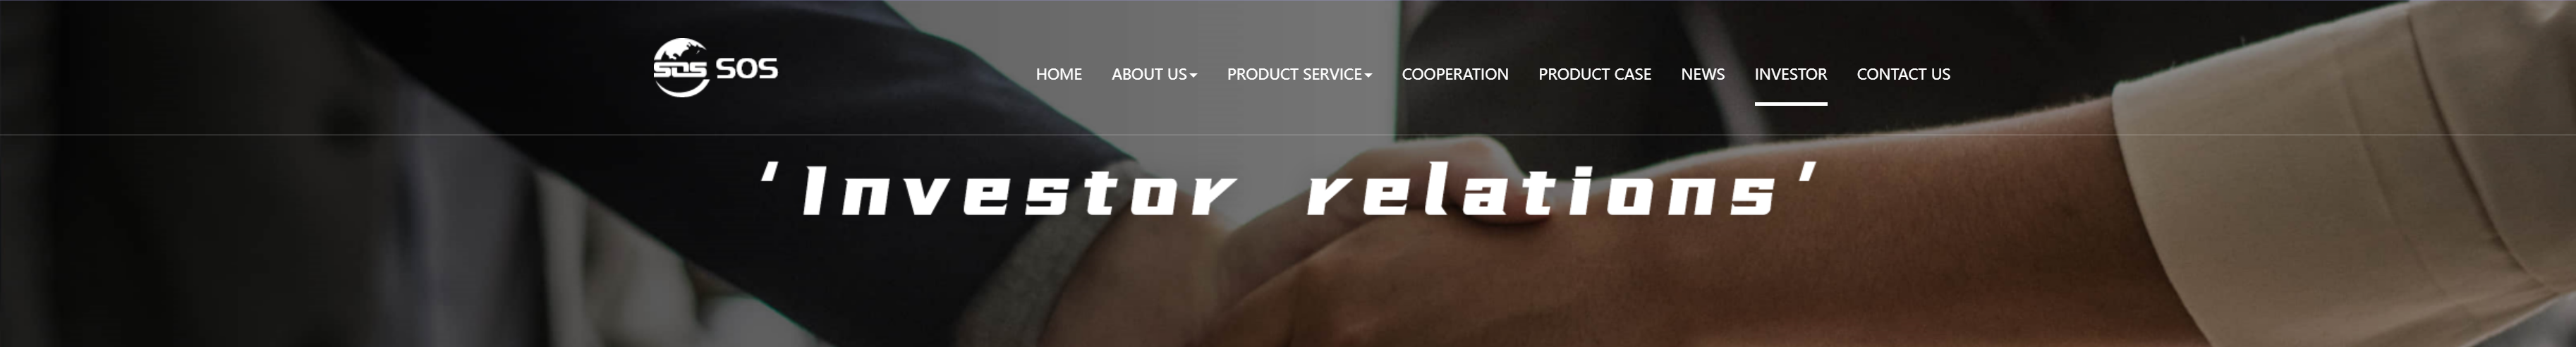 SOS SOS
HOME ABOUT US PRODUCT SERVICE COOPERATION PRODUCT CASE NEWS INVESTOR CONTACT US
‘Investor relations’